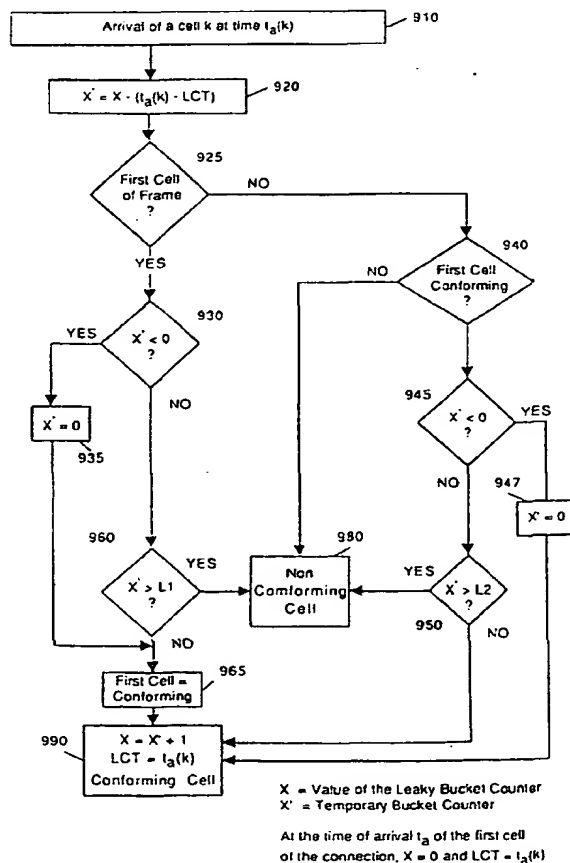 Arrival of a cell k at time ta(k)
910
X' = X - (ta(k) - LCT)
920
925
First Cell
of Frame
?
NO
YES
940
First Cell
Conforming
?
NO
930
X' < 0
?
YES
NO
X' = 0
935
945
X' < 0
?
YES
NO
947
X' = 0
960
X' > L1
?
YES
NO
980
Non
Comforming
Cell
YES
X' > L2
?
950
NO
First Cell =
Conforming
965
990
X = X' + 1
LCT = ta(k)
Conforming Cell
X = Value of the Leaky Bucket Counter
X' = Temporary Bucket Counter
At the time of arrival ta of the first cell
of the connection, X = 0 and LCT = ta(k)